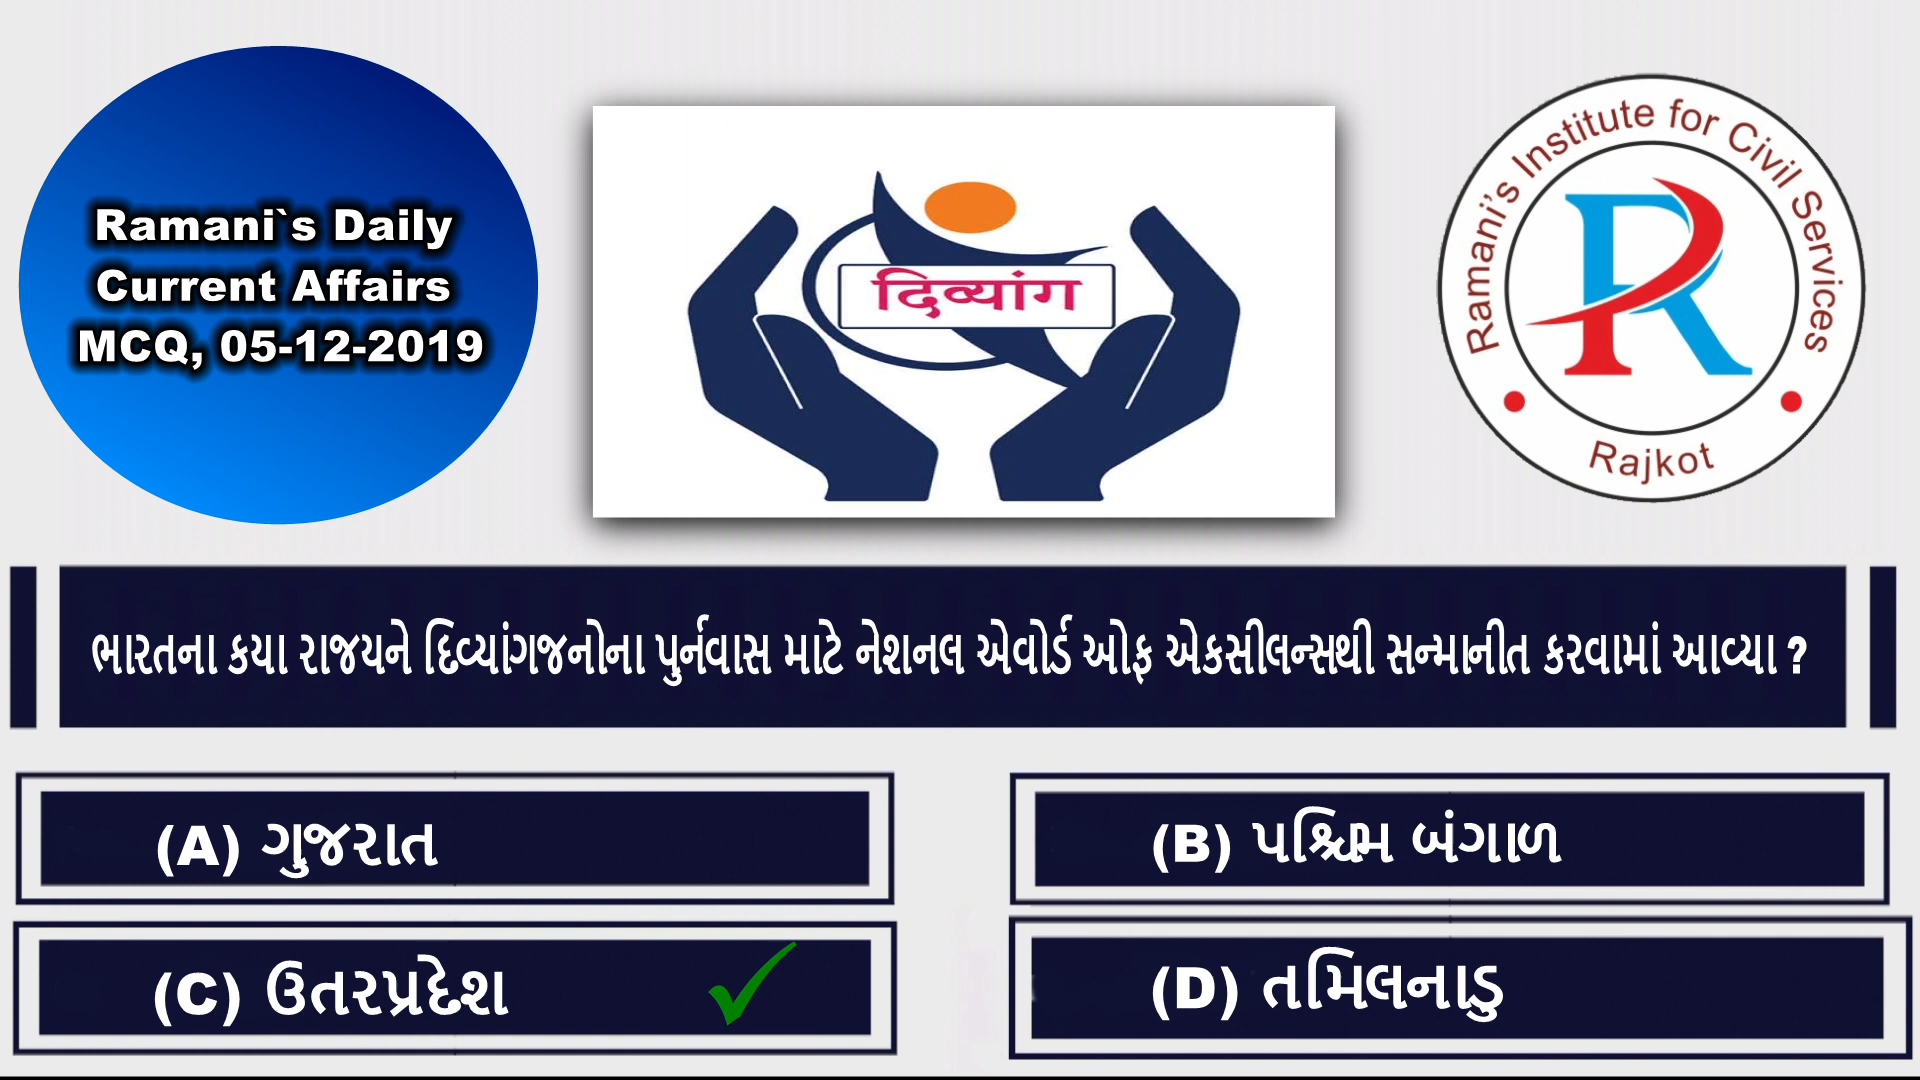 Ramani`s Daily
Current Affairs
MCQ, 05-12-2019
दिव्यांग
Ramani's Institute for Civil Services
Rajkot
ભારતના કયા રાજયને દિવ્યાંગજનોના પુર્નવાસ માટે નેશનલ એવોર્ડ ઓફ એકસીલન્સથી સન્માનીત કરવામાં આવ્યા ?
(A) ગુજરાત
(B) પશ્ચિમ બંગાળ
(C) ઉતરપ્રદેશ
(D) તમિલનાડુ